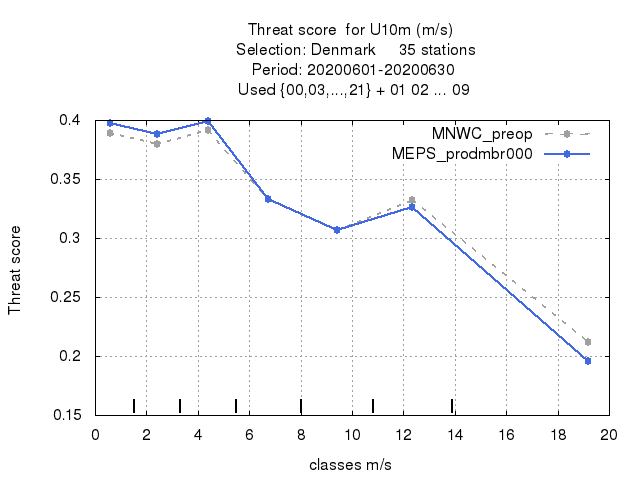 Threat score  for U10m (m/s)
Selection: Denmark     35 stations
Period: 20200601-20200630
Used {00,03,...,21} + 01 02 ... 09
MNWC_preop
MEPS_prodmbr000
0.4
0.35
0.3
0.25
0.2
0.15
Threat score
0 2 4 6 8 10 12 14 16 18 20
classes m/s